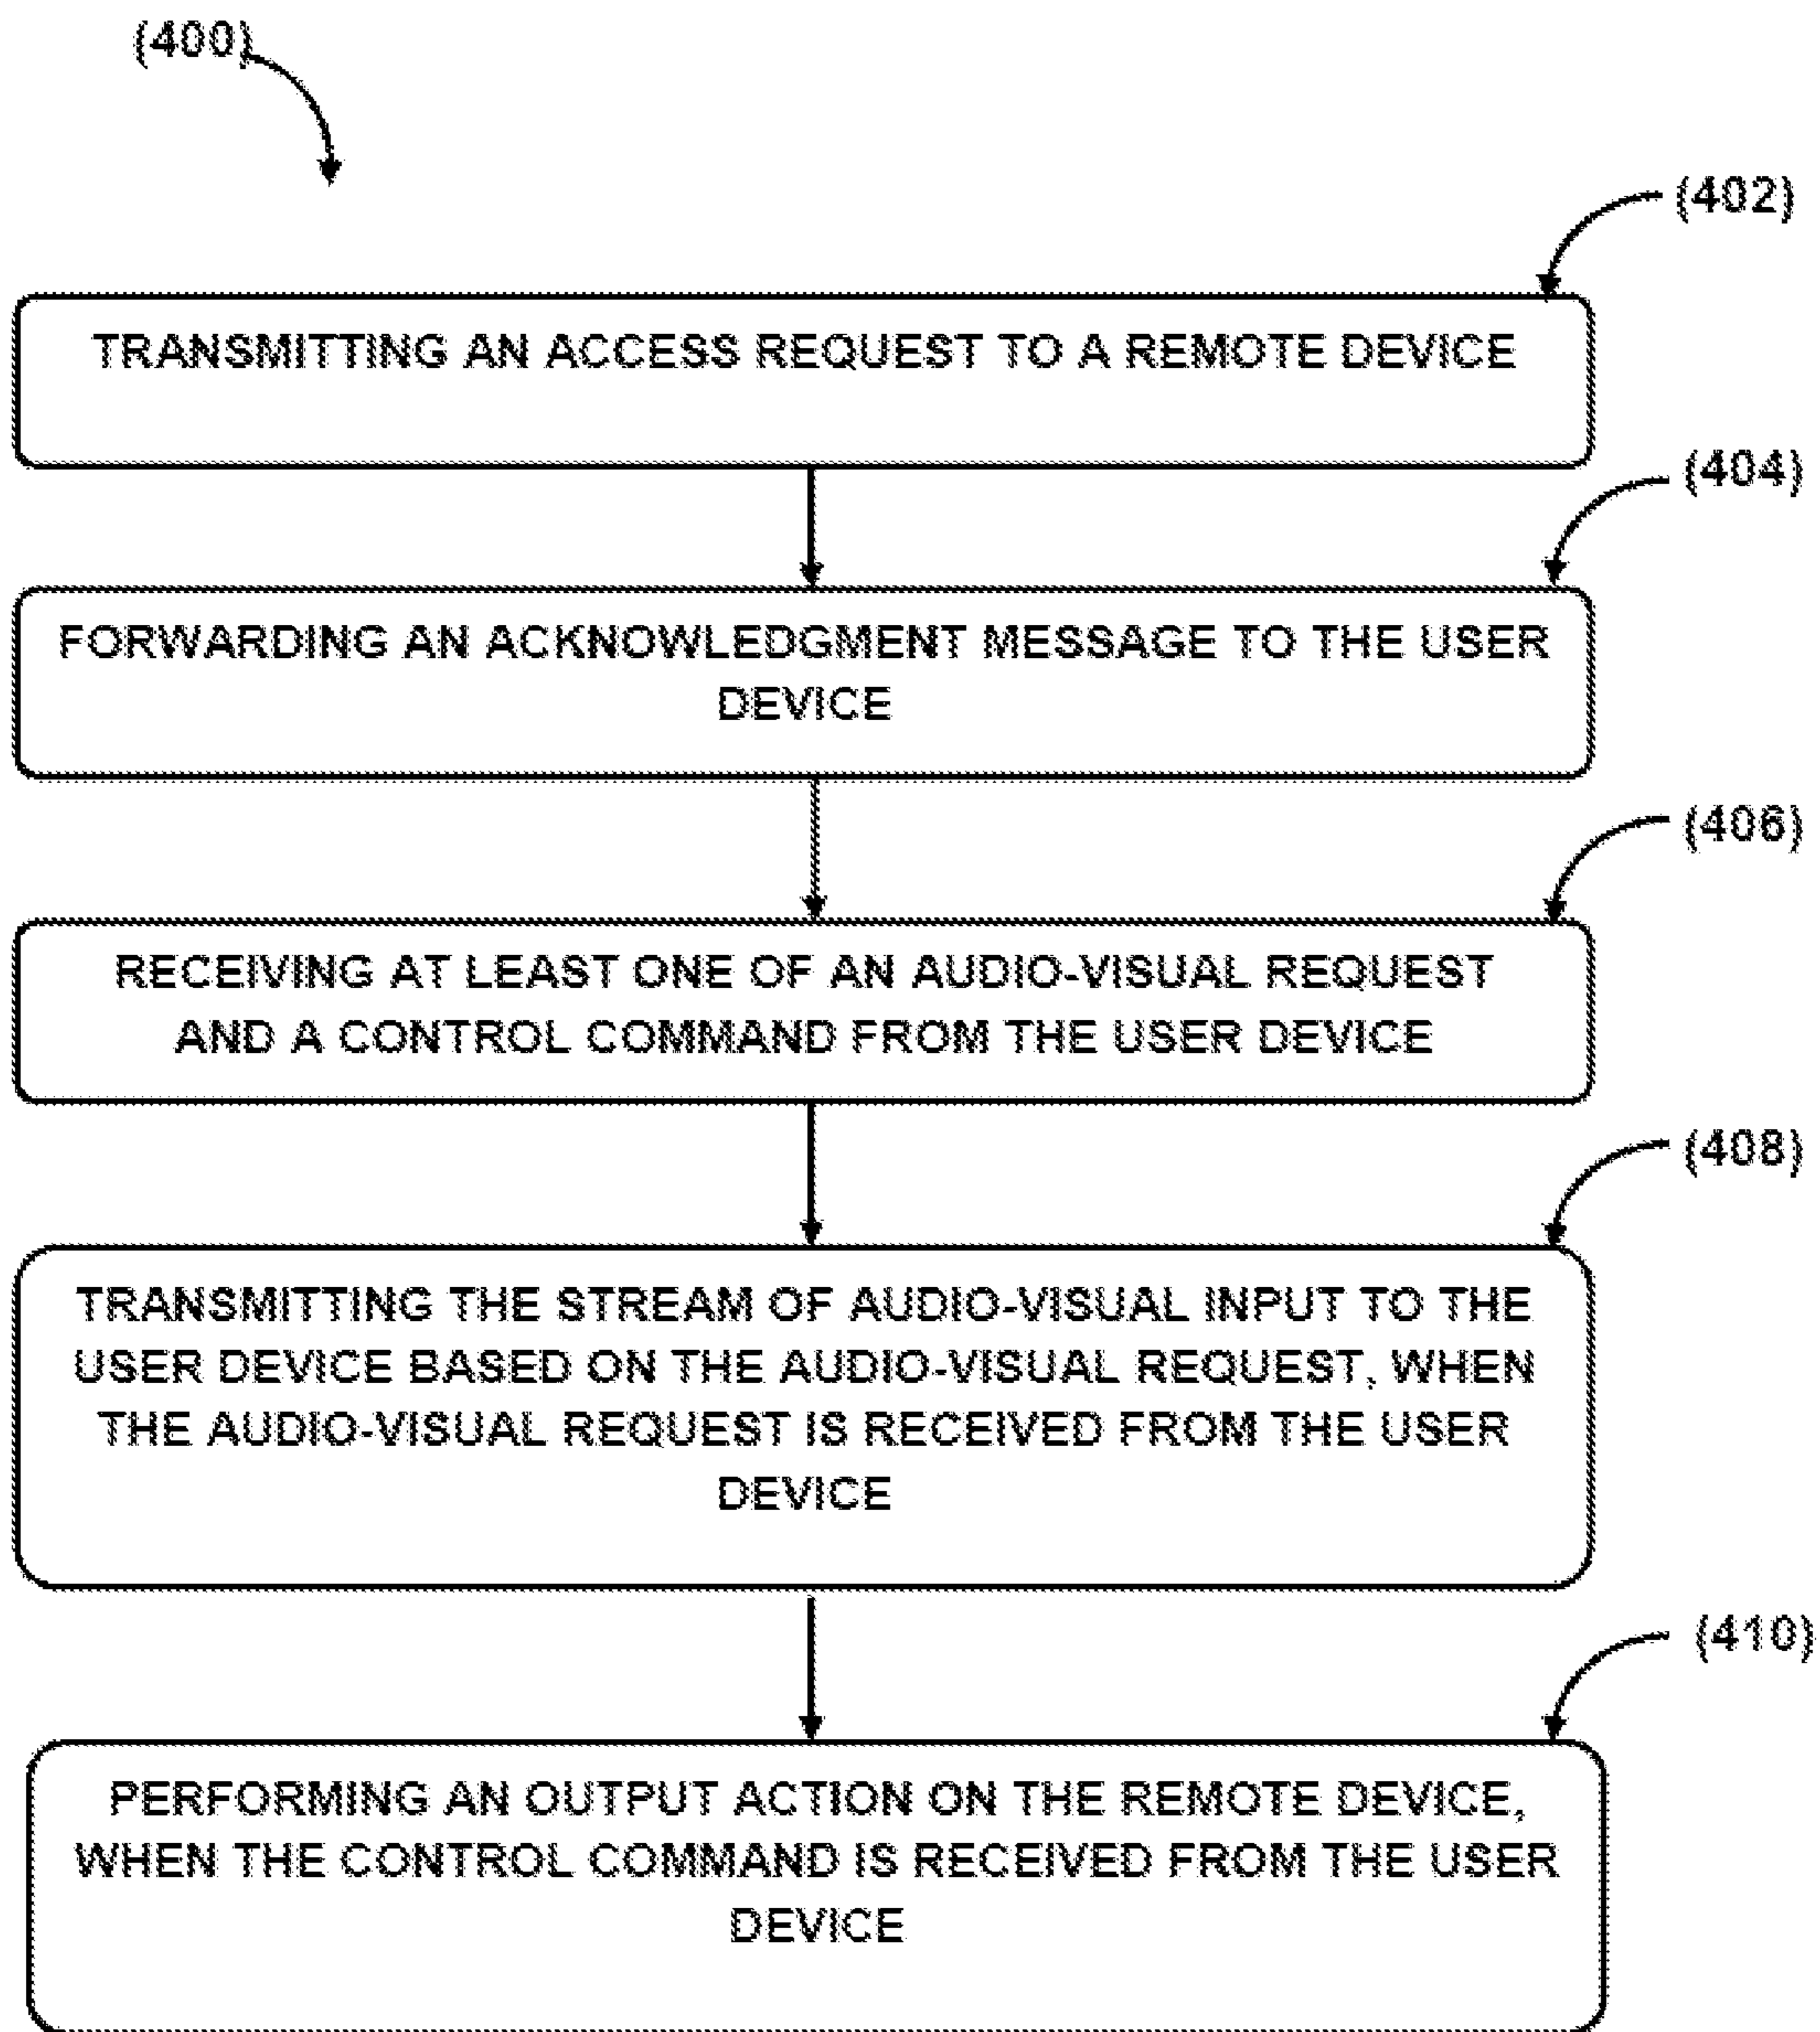 (400)
(402)
TRANSMITTING AN ACCESS REQUEST TO A REMOTE DEVICE
(404)
FORWARDING AN ACKNOWLEDGMENT MESSAGE TO THE USER
DEVICE
(406)
RECEIVING AT LEAST ONE OF AN AUDIO-VISUAL REQUEST
AND A CONTROL COMMAND FROM THE USER DEVICE
(408)
TRANSMITTING THE STREAM OF AUDIO-VISUAL INPUT TO THE
USER DEVICE BASED ON THE AUDIO-VISUAL REQUEST, WHEN
THE AUDIO-VISUAL REQUEST IS RECEIVED FROM THE USER
DEVICE
(410)
PERFORMING AN OUTPUT ACTION ON THE REMOTE DEVICE,
WHEN THE CONTROL COMMAND IS RECEIVED FROM THE USER
DEVICE